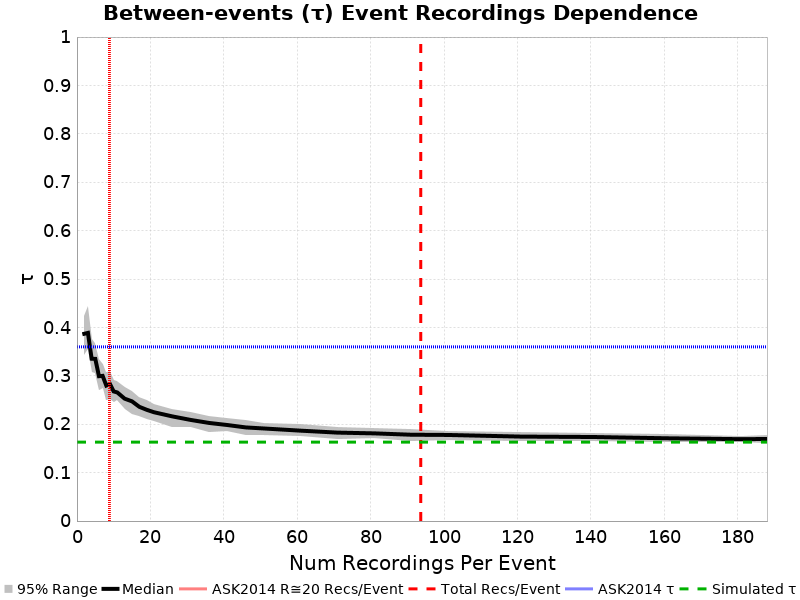 Between-events (τ) Event Recordings Dependence
1
0.9
0.8
0.7
0.6
0.5
0.4
0.3
0.2
0.1
0
τ
0 20 40 60 80 100 120 140 160 180
Num Recordings Per Event
95% Range Median ASK2014 R≅20 Recs/Event Total Recs/Event ASK2014 τ Simulated τ